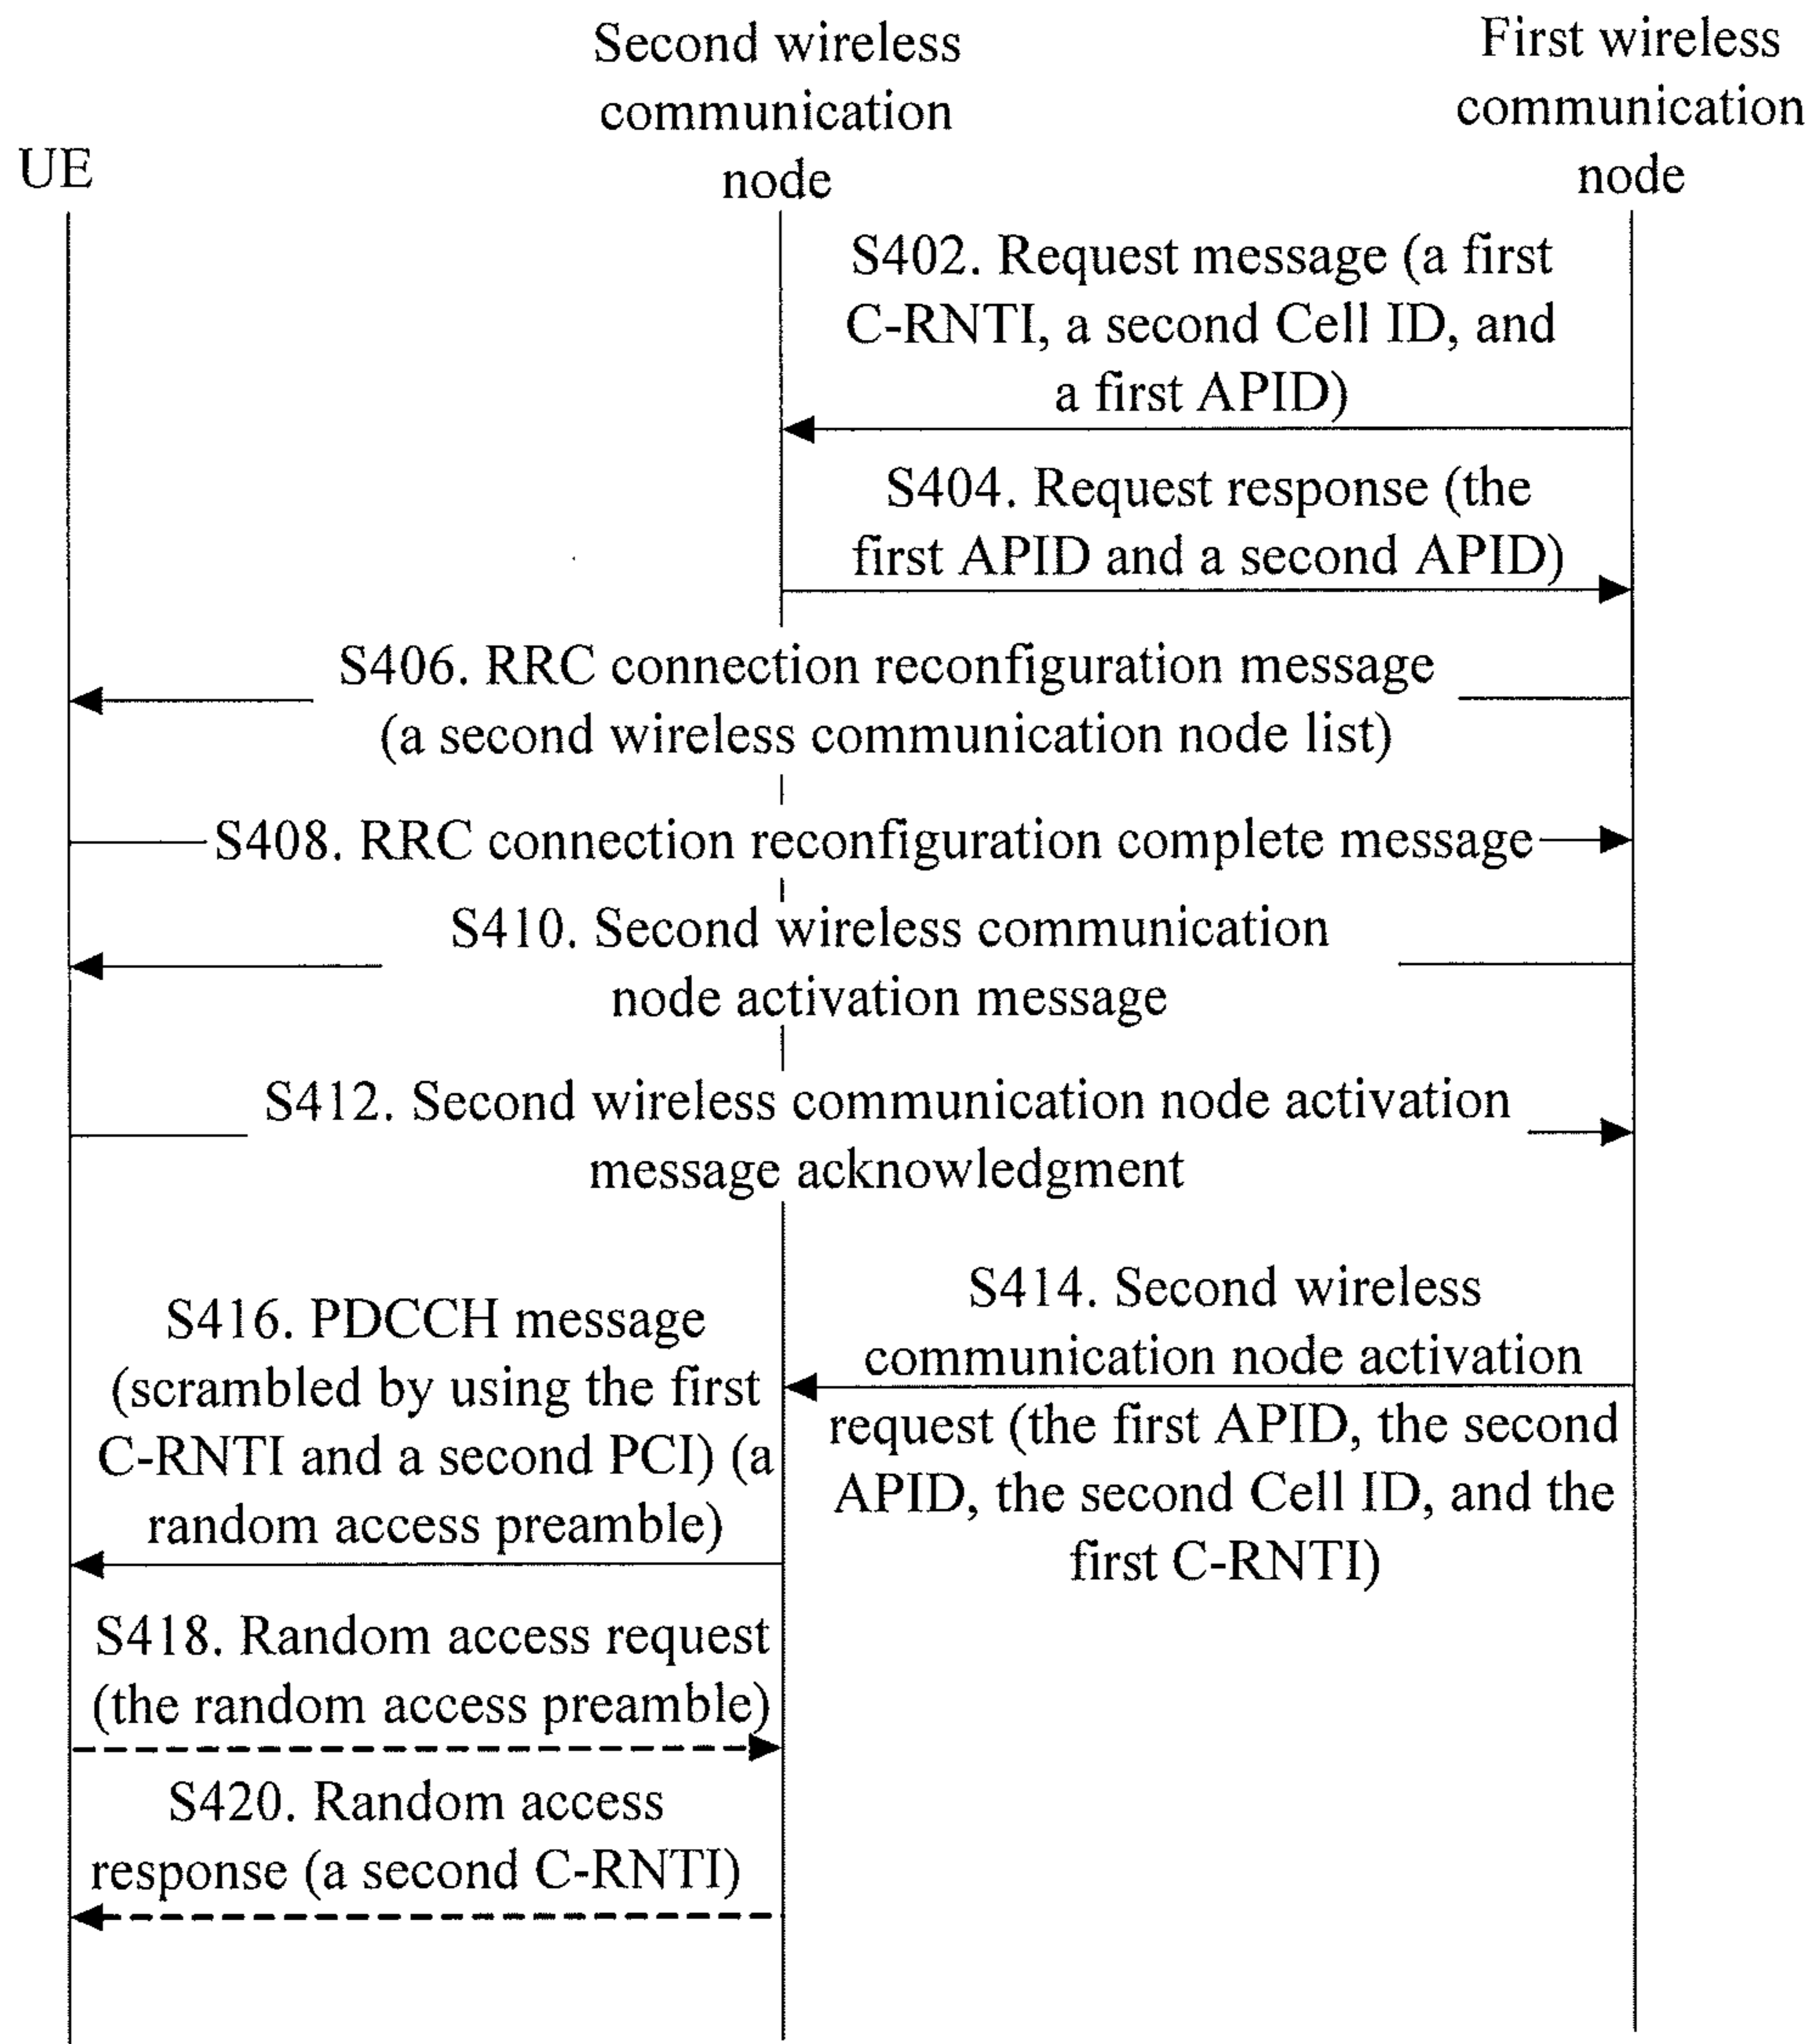 UE
Second wireless
communication
node
First wireless
communication
node
S402. Request message (a first
C-RNTI, a second Cell ID, and
a first APID)
S404. Request response (the
first APID and a second APID)
S406. RRC connection reconfiguration message
(a second wireless communication node list)
S408. RRC connection reconfiguration complete message
S410. Second wireless communication
node activation message
S412. Second wireless communication node activation
message acknowledgment
S414. Second wireless
communication node activation
request (the first APID, the second
APID, the second Cell ID, and the
first C-RNTI)
S416. PDCCH message
(scrambled by using the first
C-RNTI and a second PCI) (a
random access preamble)
S418. Random access request
(the random access preamble)
S420. Random access
response (a second C-RNTI)